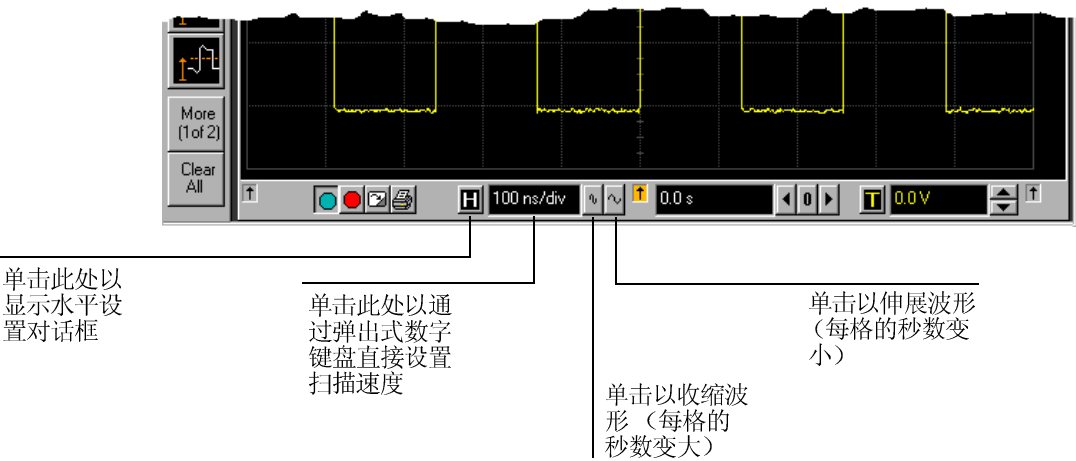 More
(1of 2)
Clear
All
H
100 ns/div
0.0 s
0
T
0.0 V
单击此处以
显示水平设
置对话框
单击此处以通
过弹出式数字
键盘直接设置
扫描速度
单击以伸展波形
（每格的秒数变
小）
单击以收缩波
形 （每格的
秒数变大）